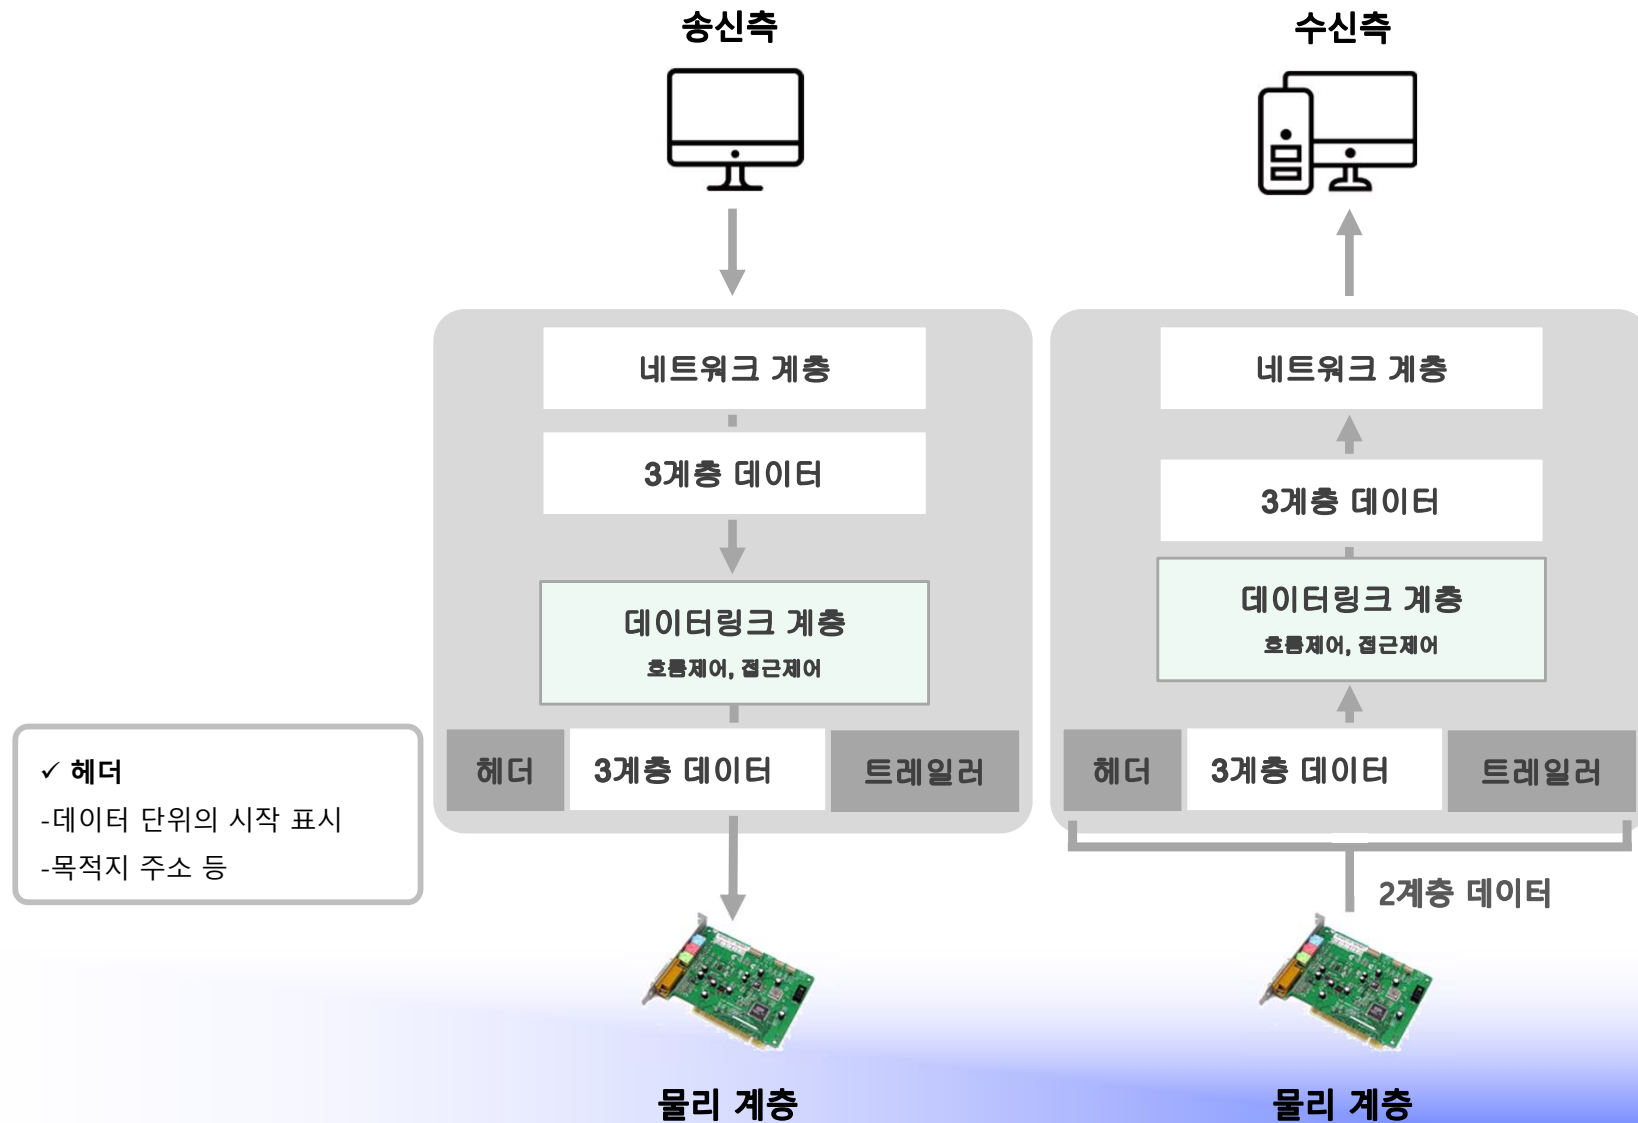 송신측
수신측
네트워크 계층
3계층 데이터
데이터링크 계층
흐름제어, 접근제어
헤더
3계층 데이터
트레일러
네트워크 계층
3계층 데이터
데이터링크 계층
흐름제어, 접근제어
헤더
3계층 데이터
트레일러
✓ 헤더
-데이터 단위의 시작 표시
-목적지 주소 등
2계층 데이터
물리 계층
물리 계층